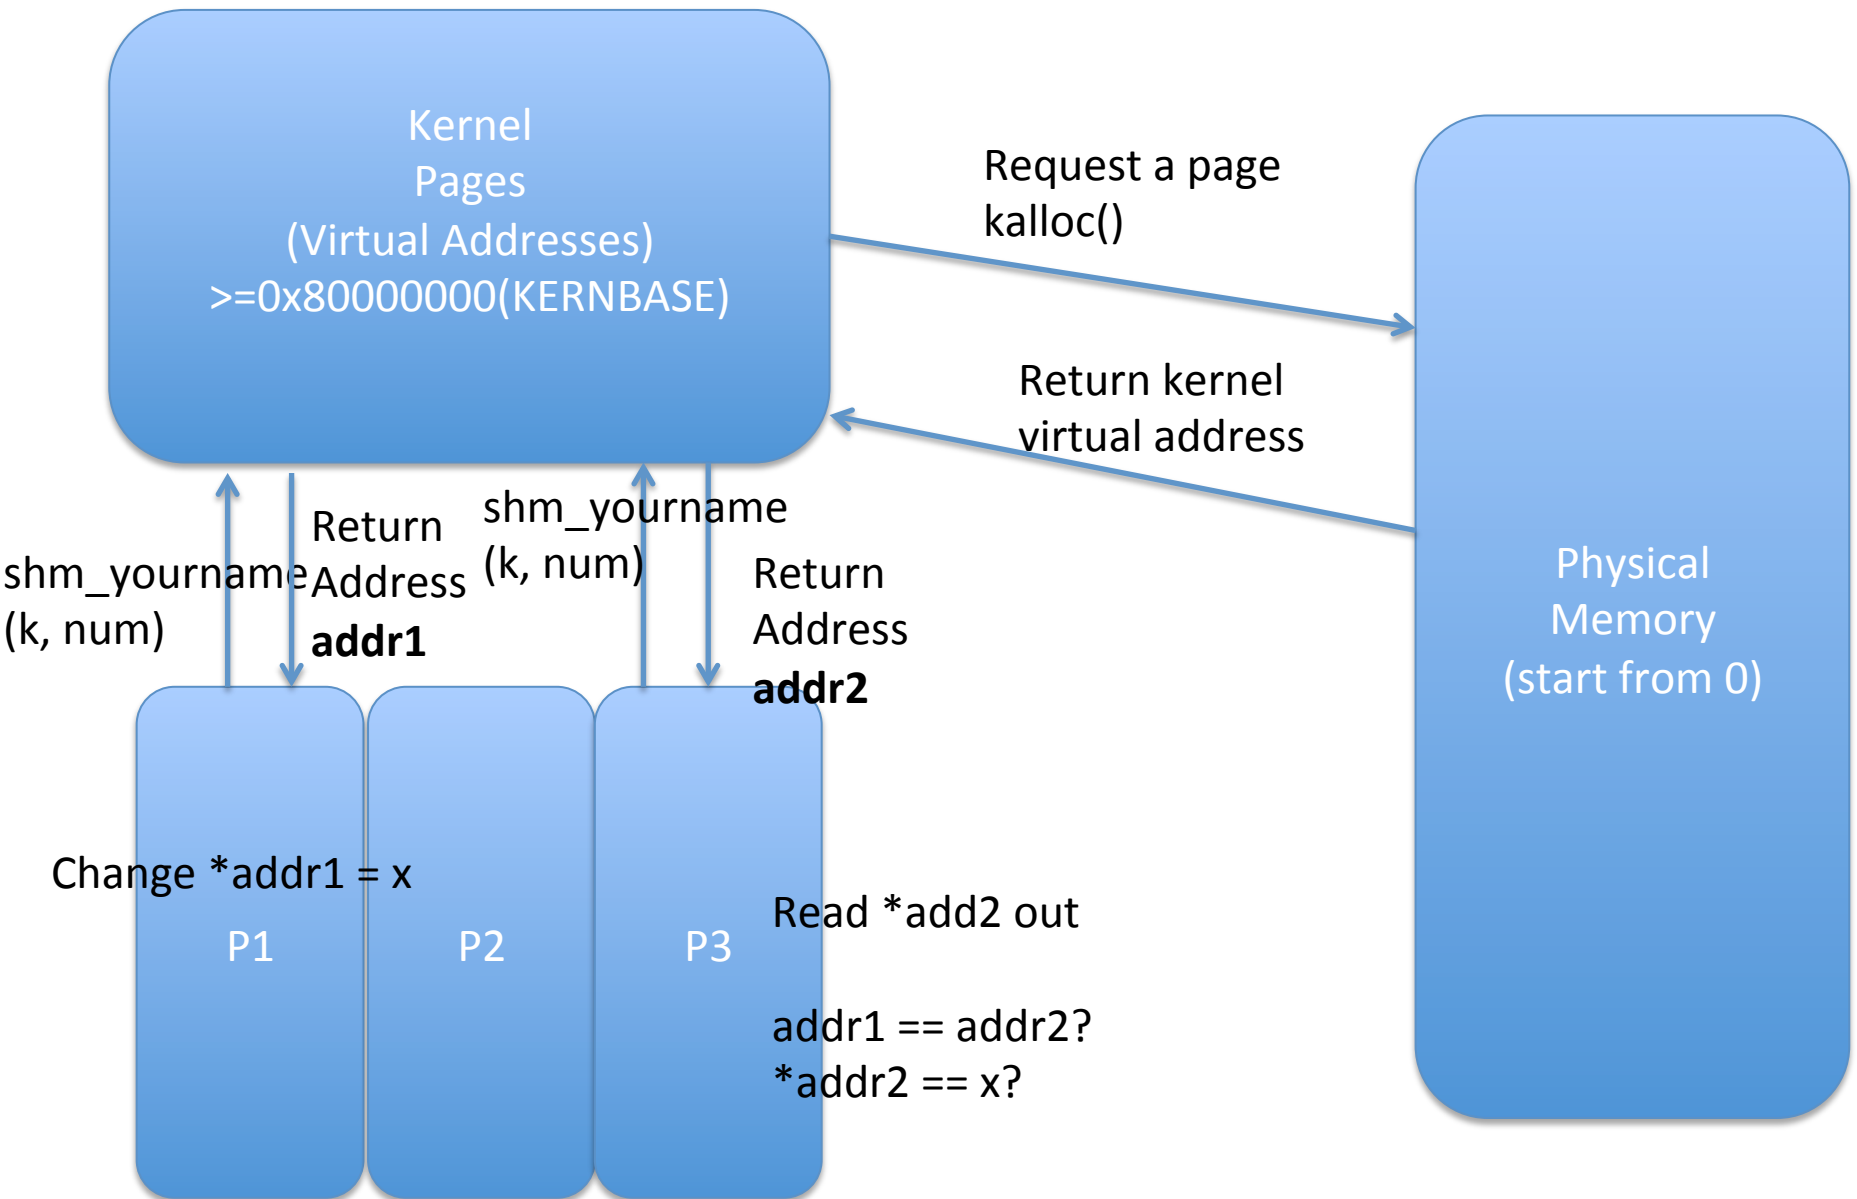 Kernel
Pages
(Virtual Addresses)
>=0x80000000(KERNBASE)
Request a page
kalloc()
Return kernel
virtual address
shm_yourname
(k, num)
Return
Address
addr1
shm_yourname
(k, num)
Return
Address
addr2
Physical
Memory
(start from 0)
Change *addr1 = x
P1
P2
P3
Read *add2 out
addr1 == addr2?
*addr2 == x?